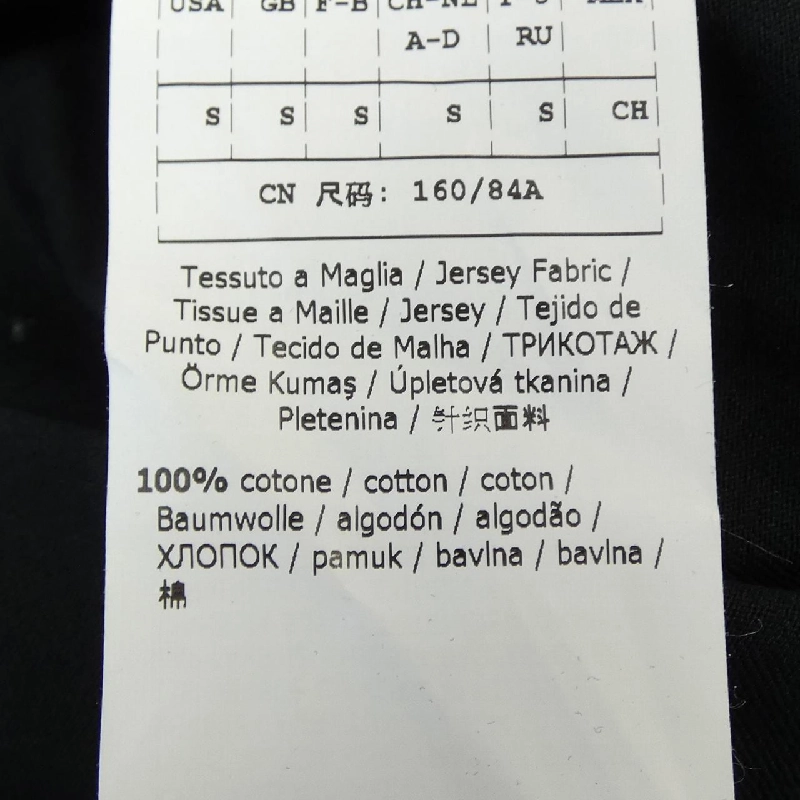 USA GB F-B CH-NL
A-D RU
S S S S S CH
CN 尺码: 160/84A
Tessuto a Maglia / Jersey Fabric /
Tissue a Maille / Jersey / Tejido de
Punto / Tecido de Malha / ТРИКОТАЖ /
Örme Kumaş / Úpletová tkanina /
Pletenina / 针织面料
100% cotone / cotton / coton /
Baumwolle / algodón / algodão /
ХЛОПОК / pamuk / bavlna / bavlna /
棉